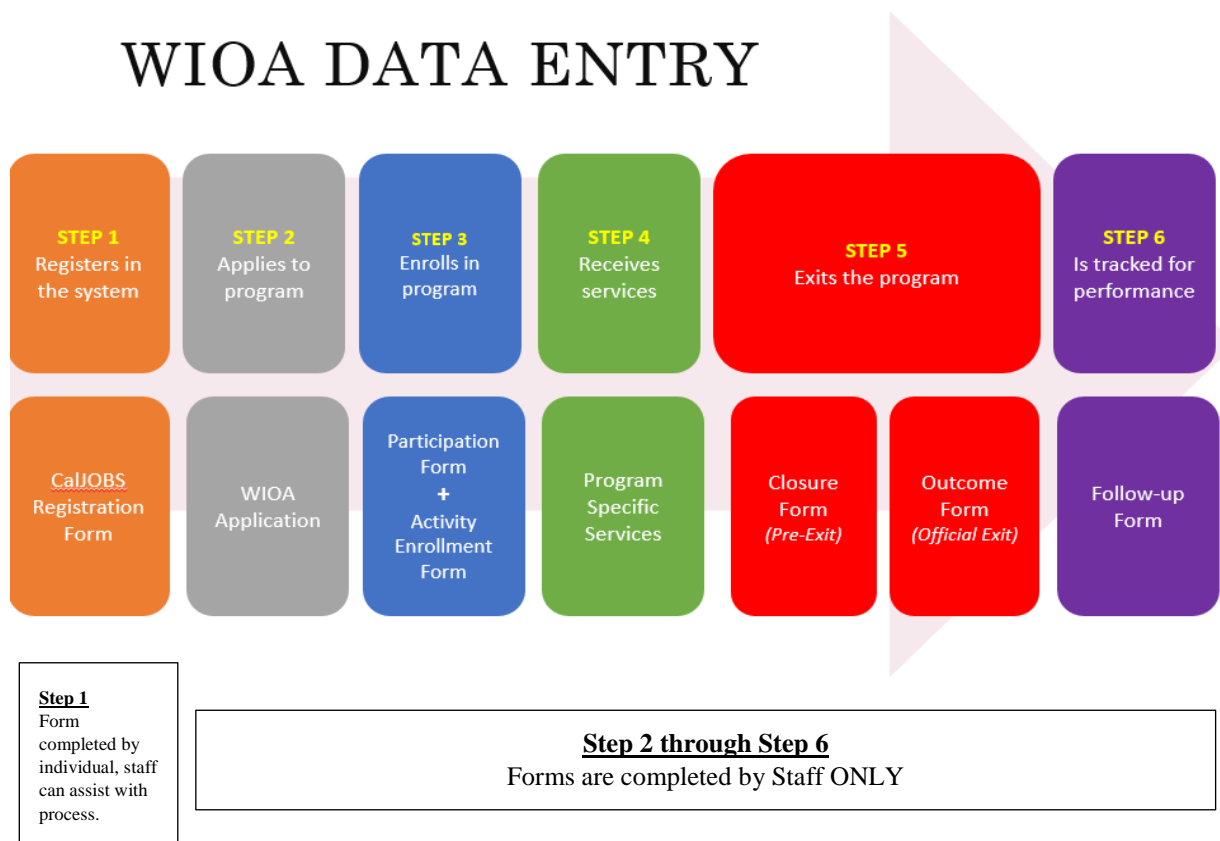 WIOA DATA ENTRY
STEP 1
Registers in
the system
STEP 2
Applies to
program
STEP 3
Enrolls in
program
STEP 4
Receives
services
STEP 5
Exits the program
STEP 6
Is tracked for
performance
CalJOBS
Registration
Form
WIOA
Application
Participation
Form
+
Activity
Enrollment
Form
Program
Specific
Services
Closure
Form
(Pre-Exit)
Outcome
Form
(Official Exit)
Follow-up
Form
Step 1
Form
completed by
individual, staff
can assist with
process.
Step 2 through Step 6
Forms are completed by Staff ONLY